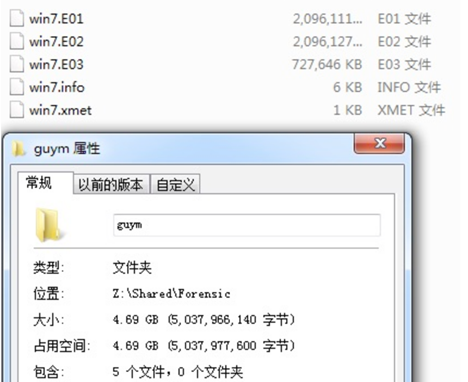 win7.E01 2,096,111... E01 文件
win7.E02 2,096,127... E02 文件
win7.E03 727,646 KB E03 文件
win7.info 6 KB INFO 文件
win7.xmet 1 KB XMET 文件
guym 属性
常规 以前的版本 自定义
guym
类型: 文件夹
位置: Z:\Shared\Forensic
大小: 4.69 GB (5,037,966,140 字节)
占用空间: 4.69 GB (5,037,977,600 字节)
包含: 5 个文件，0 个文件夹